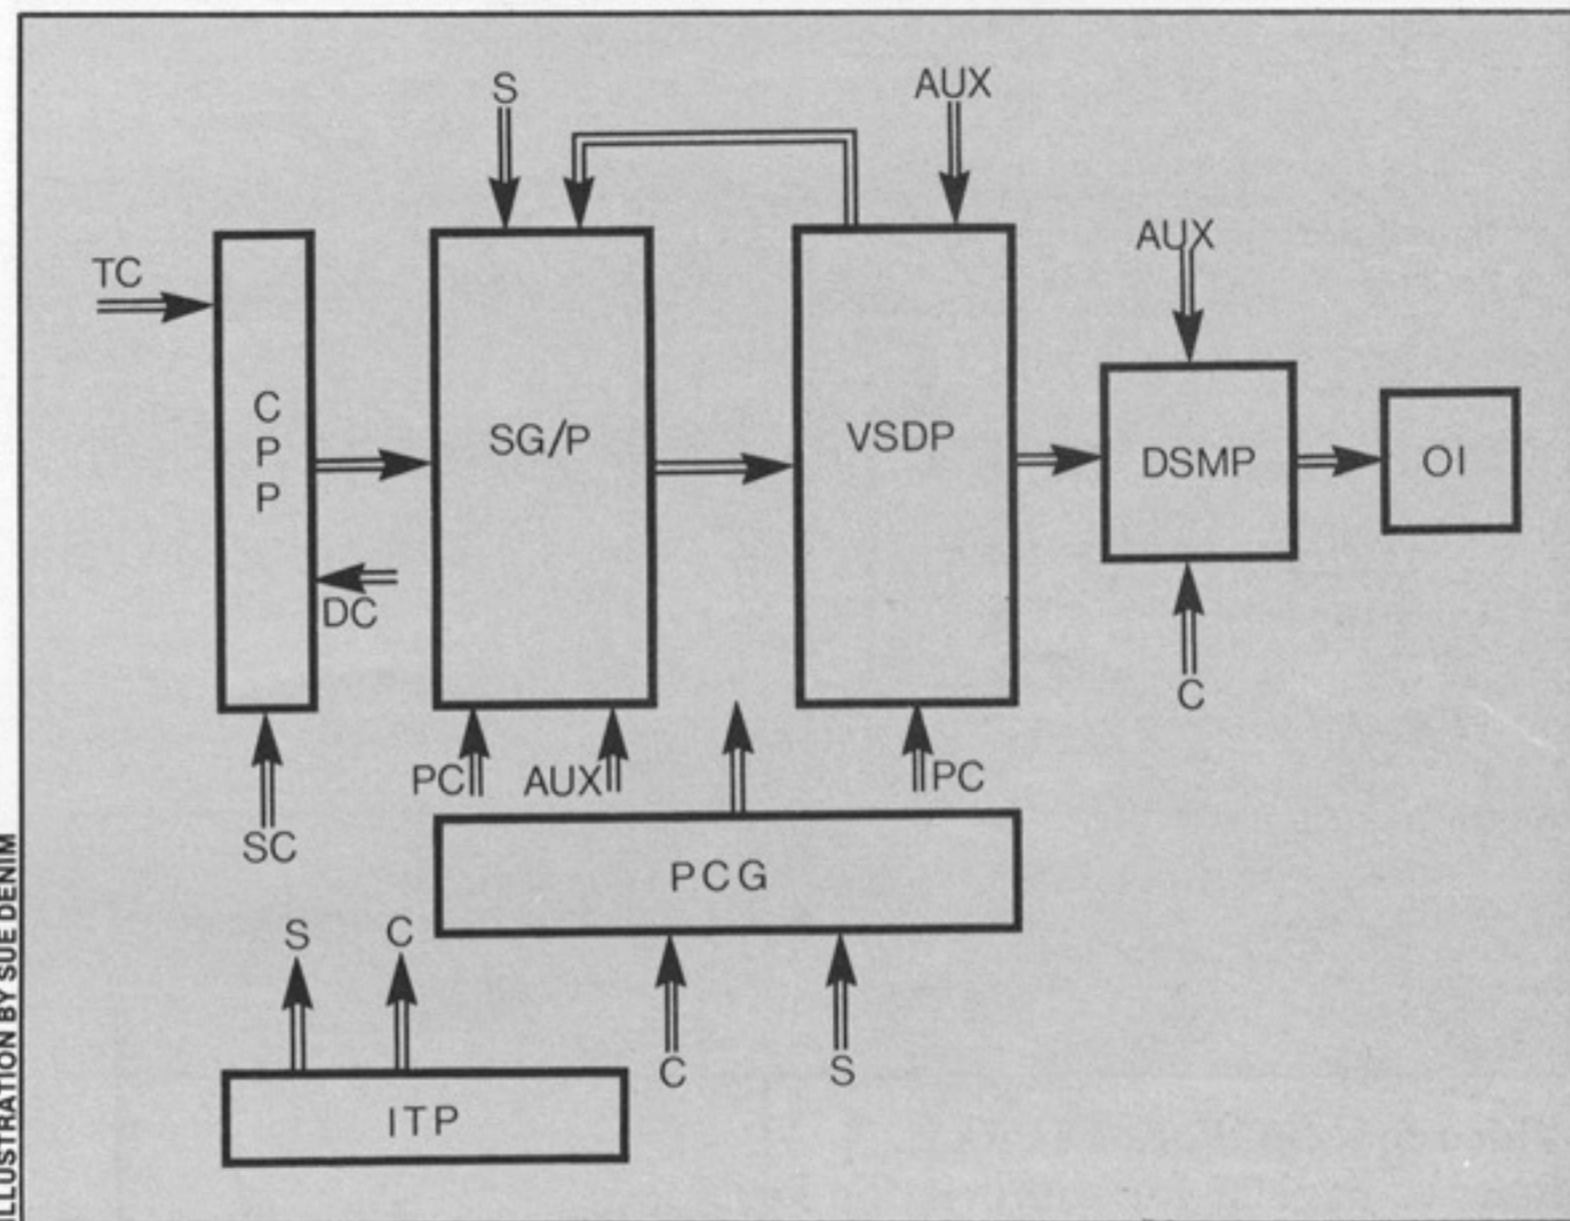 S
AUX
TC
AUX
C
P
P
SG/P
VSDP
DSMP
OI
DC
C
PC
AUX
PC
SC
PCG
S
C
C
S
ITP
ILLUSTRATION BY SUE DENIM